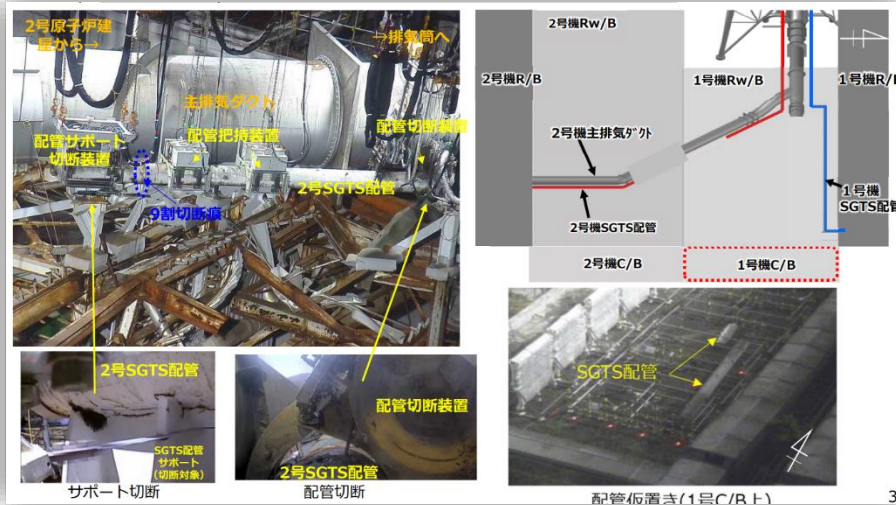 2号原子炉建
屋から→
→排気筒へ
主排気ダクト
配管切断装置
配管サポート
切断装置
配管把持装置
2号SGTS配管
9割切断痕
2号SGTS配管
SGTS配管
サポート
(切断対象)
サポート切断
配管切断装置
2号SGTS配管
配管切断
2号機Rw/B
2号機R/B
1号機Rw/B
1号機R/B
2号機主排気ダクト
2号機SGTS配管
1号機
SGTS配管
2号機C/B
1号機C/B
SGTS配管
配管仮置き(1号C/B上)
3